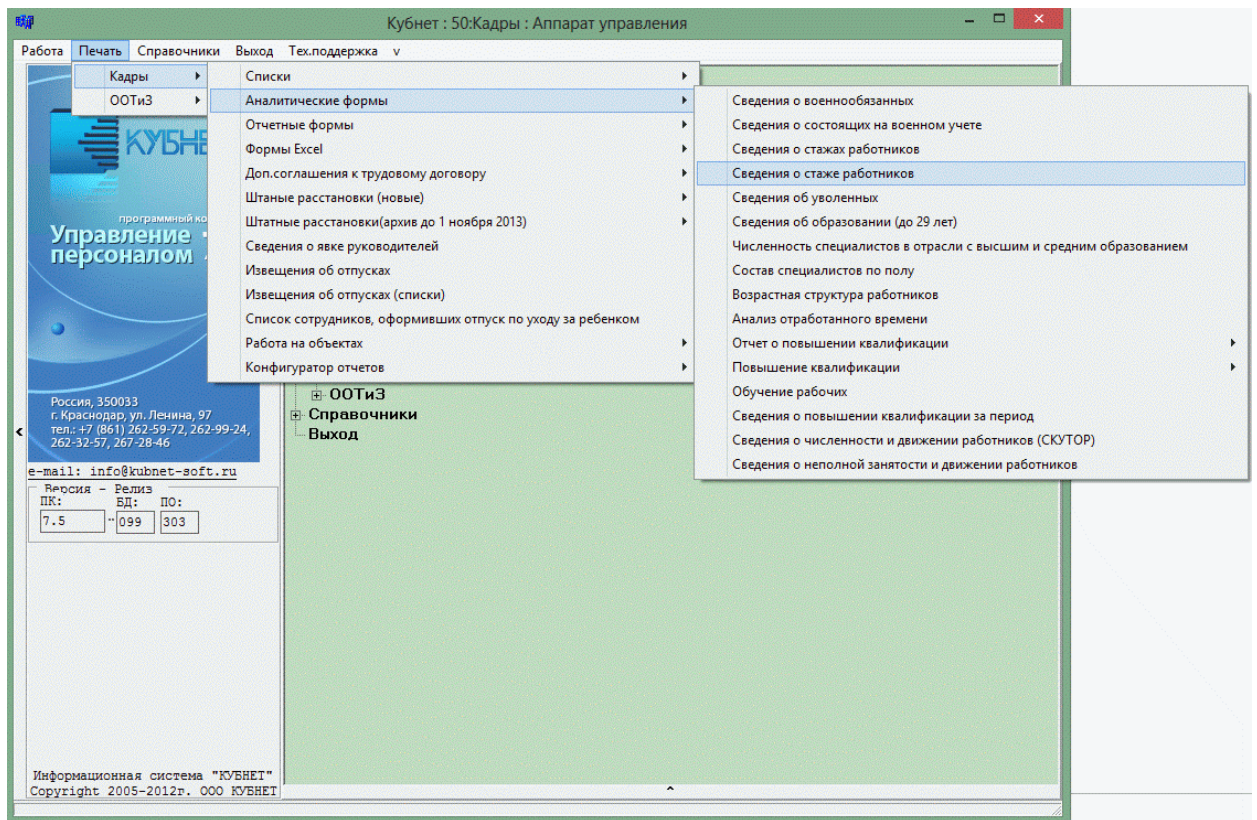 Кубнет : 50:Кадры : Аппарат управления
Работа Печать Справочники Выход Тех.поддержка v
Кадры
ООТиЗ
Списки
Аналитические формы
Отчетные формы
Формы Excel
Доп.соглашения к трудовому договору
Штаные расстановки (новые)
Штатные расстановки(архив до 1 ноября 2013)
Сведения о явке руководителей
Извещения об отпусках
Извещения об отпусках (списки)
Список сотрудников, оформивших отпуск по уходу за ребенком
Работа на объектах
Конфигуратор отчетов
Сведения о военнообязанных
Сведения о состоящих на военном учете
Сведения о стажах работников
Сведения о стаже работников
Сведения об уволенных
Сведения об образовании (до 29 лет)
Численность специалистов в отрасли с высшим и средним образованием
Состав специалистов по полу
Возрастная структура работников
Анализ отработанного времени
Отчет о повышении квалификации
Повышение квалификации
Обучение рабочих
Сведения о повышении квалификации за период
Сведения о численности и движении работников (СКУТОР)
Сведения о неполной занятости и движении работников
КУБНЕ
программный ко
Управление
персоналом
Россия, 350033
г. Краснодар, ул. Ленина, 97
тел.: +7 (861) 262-59-72, 262-99-24,
262-32-57, 267-28-46
e-mail: info@kubnet-soft.ru
Версия - Релиз
ПК: БД: ПО:
7.5 - 099 303
ООТиЗ
Справочники
Выход
Информационная система "КУБНЕТ"
Copyright 2005-2012г. ООО КУБНЕТ